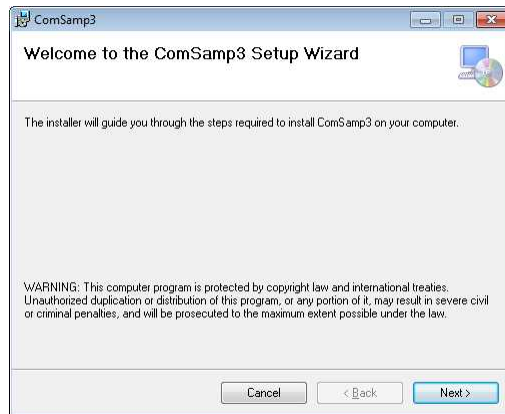 ComSamp3
Welcome to the ComSamp3 Setup Wizard
The installer will guide you through the steps required to install ComSamp3 on your computer.
WARNING: This computer program is protected by copyright law and international treaties.
Unauthorized duplication or distribution of this program, or any portion of it, may result in severe civil
or criminal penalties, and will be prosecuted to the maximum extent possible under the law.
Cancel < Back Next >